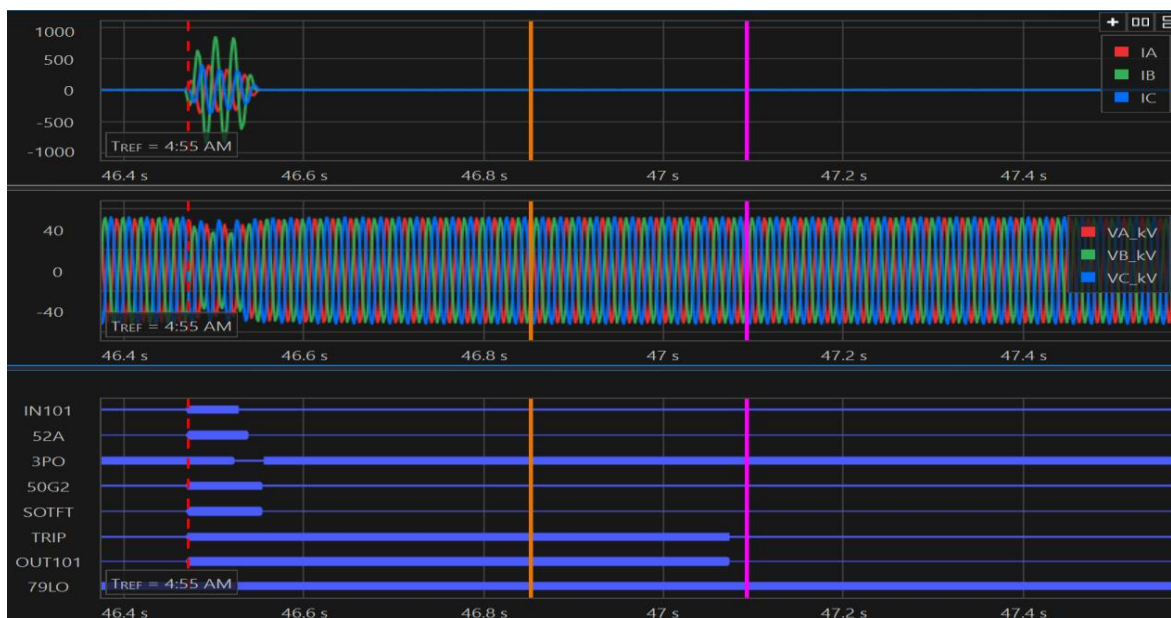 1000
500
0
-500
-1000
+
IA
IB
IC
TREF = 4:55 AM
46.4 s 46.6 s 46.8 s 47 s 47.2 s 47.4 s
40
0
-40
VA_kV
VB_kV
VC_kV
TREF = 4:55 AM
46.4 s 46.6 s 46.8 s 47 s 47.2 s 47.4 s
IN101
52A
3PO
50G2
SOTFT
TRIP
OUT101
79LO
TREF = 4:55 AM
46.4 s 46.6 s 46.8 s 47 s 47.2 s 47.4 s